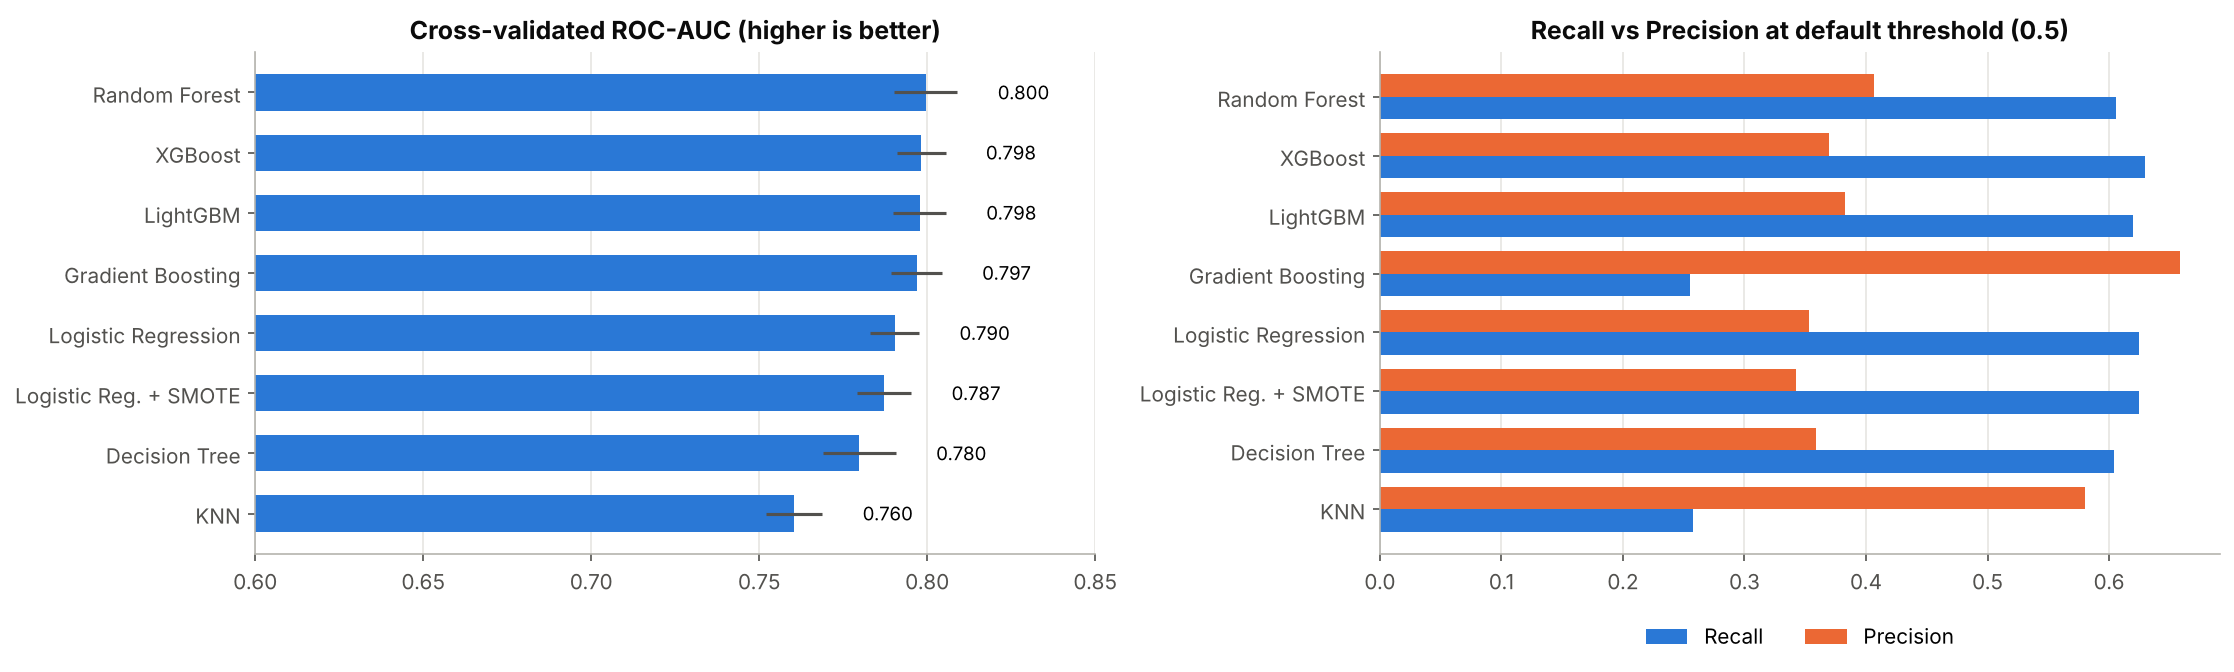 Cross-validated ROC-AUC (higher is better)
Random Forest
0.800
XGBoost
0.798
LightGBM
0.798
Gradient Boosting
0.797
Logistic Regression
0.790
Logistic Reg. + SMOTE
0.787
Decision Tree
0.780
KNN
0.760
0.60 0.65 0.70 0.75 0.80 0.85
Recall vs Precision at default threshold (0.5)
Random Forest
XGBoost
LightGBM
Gradient Boosting
Logistic Regression
Logistic Reg. + SMOTE
Decision Tree
KNN
0.0 0.1 0.2 0.3 0.4 0.5 0.6
Recall Precision